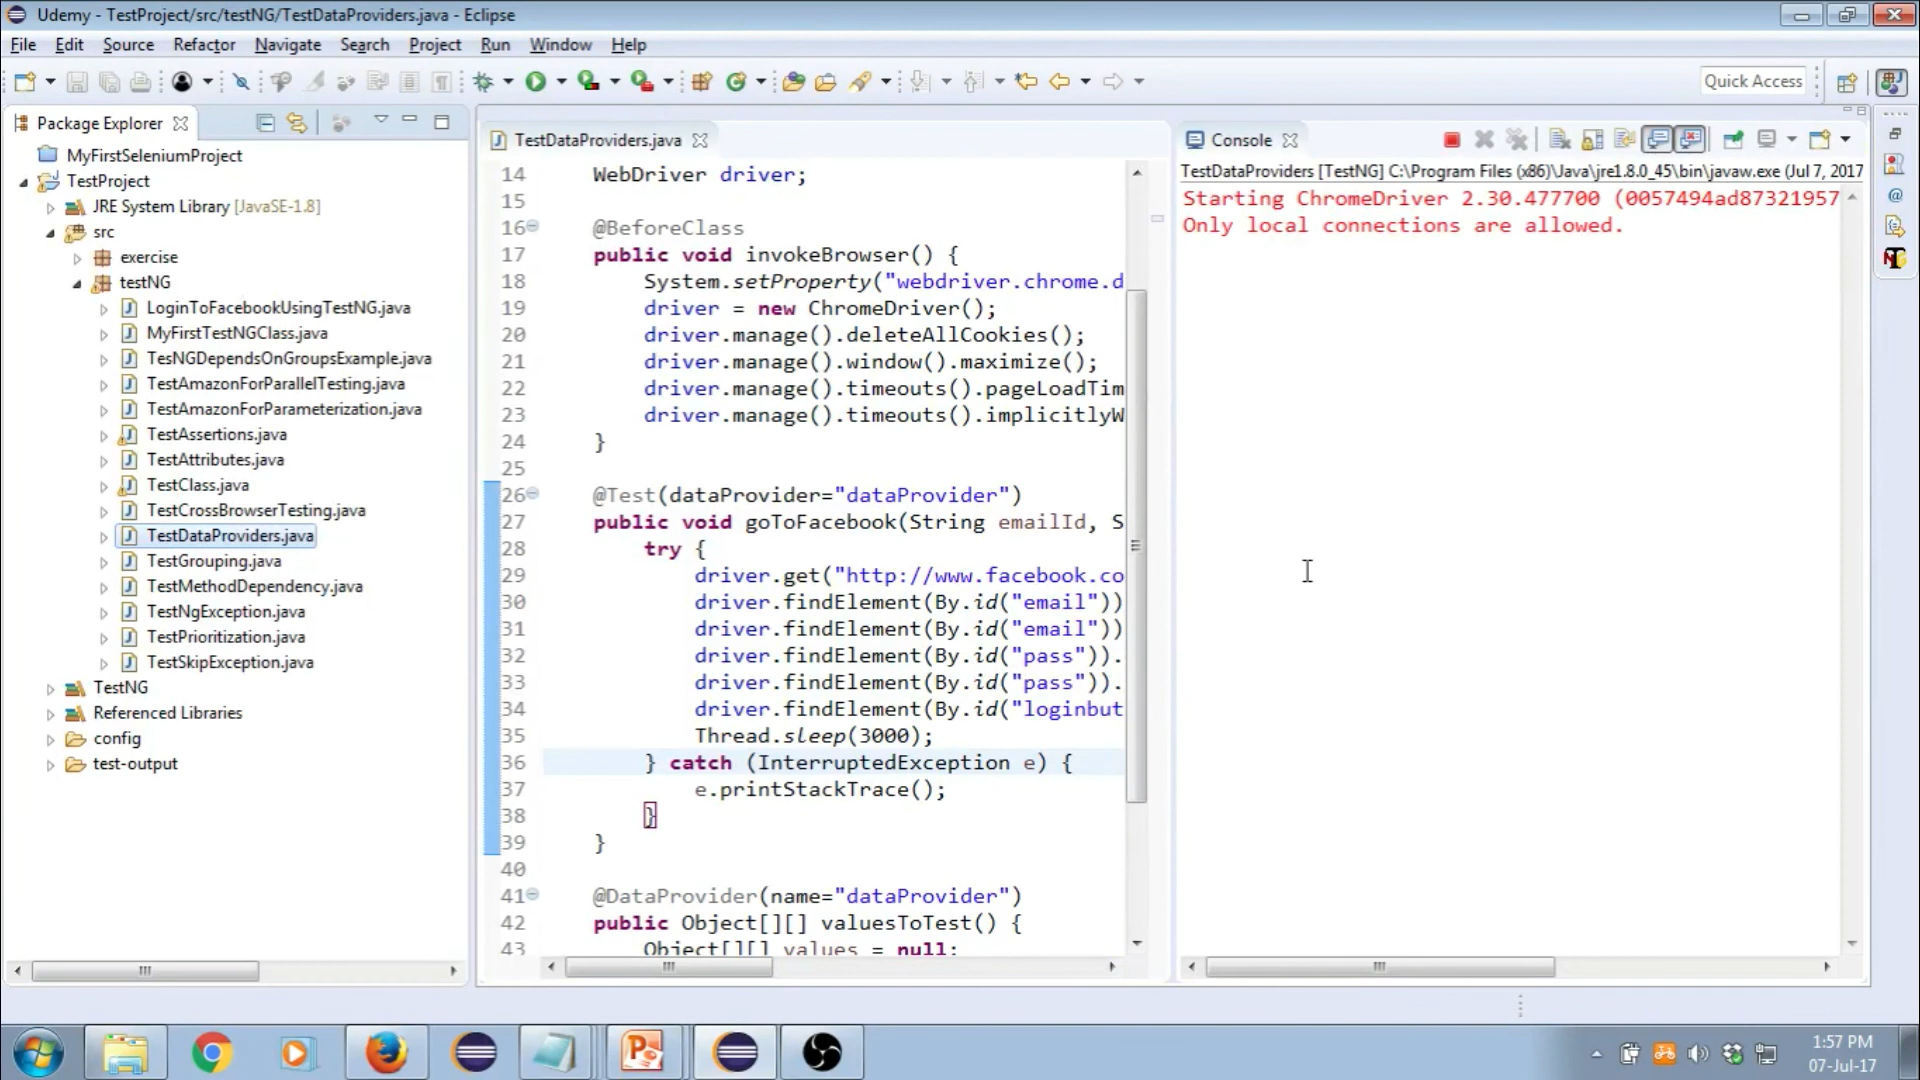 Udemy - TestProject/src/testNG/TestDataProviders.java - Eclipse
File Edit Source Refactor Navigate Search Project Run Window Help
Quick Access
Package Explorer
MyFirstSeleniumProject
TestProject
JRE System Library [JavaSE-1.8]
src
exercise
testNG
LoginToFacebookUsingTestNG.java
MyFirstTestNGClass.java
TesNGDependsOnGroupsExample.java
TestAmazonForParallelTesting.java
TestAmazonForParameterization.java
TestAssertions.java
TestAttributes.java
TestClass.java
TestCrossBrowserTesting.java
TestDataProviders.java
TestGrouping.java
TestMethodDependency.java
TestNgException.java
TestPrioritization.java
TestSkipException.java
TestNG
Referenced Libraries
config
test-output
TestDataProviders.java
14 WebDriver driver;
15
16 @BeforeClass
17 public void invokeBrowser() {
18 System.setProperty("webdriver.chrome.d
19 driver = new ChromeDriver();
20 driver.manage().deleteAllCookies();
21 driver.manage().window().maximize();
22 driver.manage().timeouts().pageLoadTim
23 driver.manage().timeouts().implicitlyW
24 }
25
26 @Test(dataProvider="dataProvider")
27 public void goToFacebook(String emailId, S
28 try {
29 driver.get("http://www.facebook.co
30 driver.findElement(By.id("email"))
31 driver.findElement(By.id("email"))
32 driver.findElement(By.id("pass")).
33 driver.findElement(By.id("pass")).
34 driver.findElement(By.id("loginbut
35 Thread.sleep(3000);
36 } catch (InterruptedException e) {
37 e.printStackTrace();
38 }
39 }
40
41 @DataProvider(name="dataProvider")
42 public Object[][] valuesToTest() {
43 Object[][] values = null;
Console
TestDataProviders [TestNG] C:\Program Files (x86)\Java\jre1.8.0_45\bin\javaw.exe (Jul 7, 2017
Starting ChromeDriver 2.30.477700 (0057494ad87321957
Only local connections are allowed.
1:57 PM
07-Jul-17